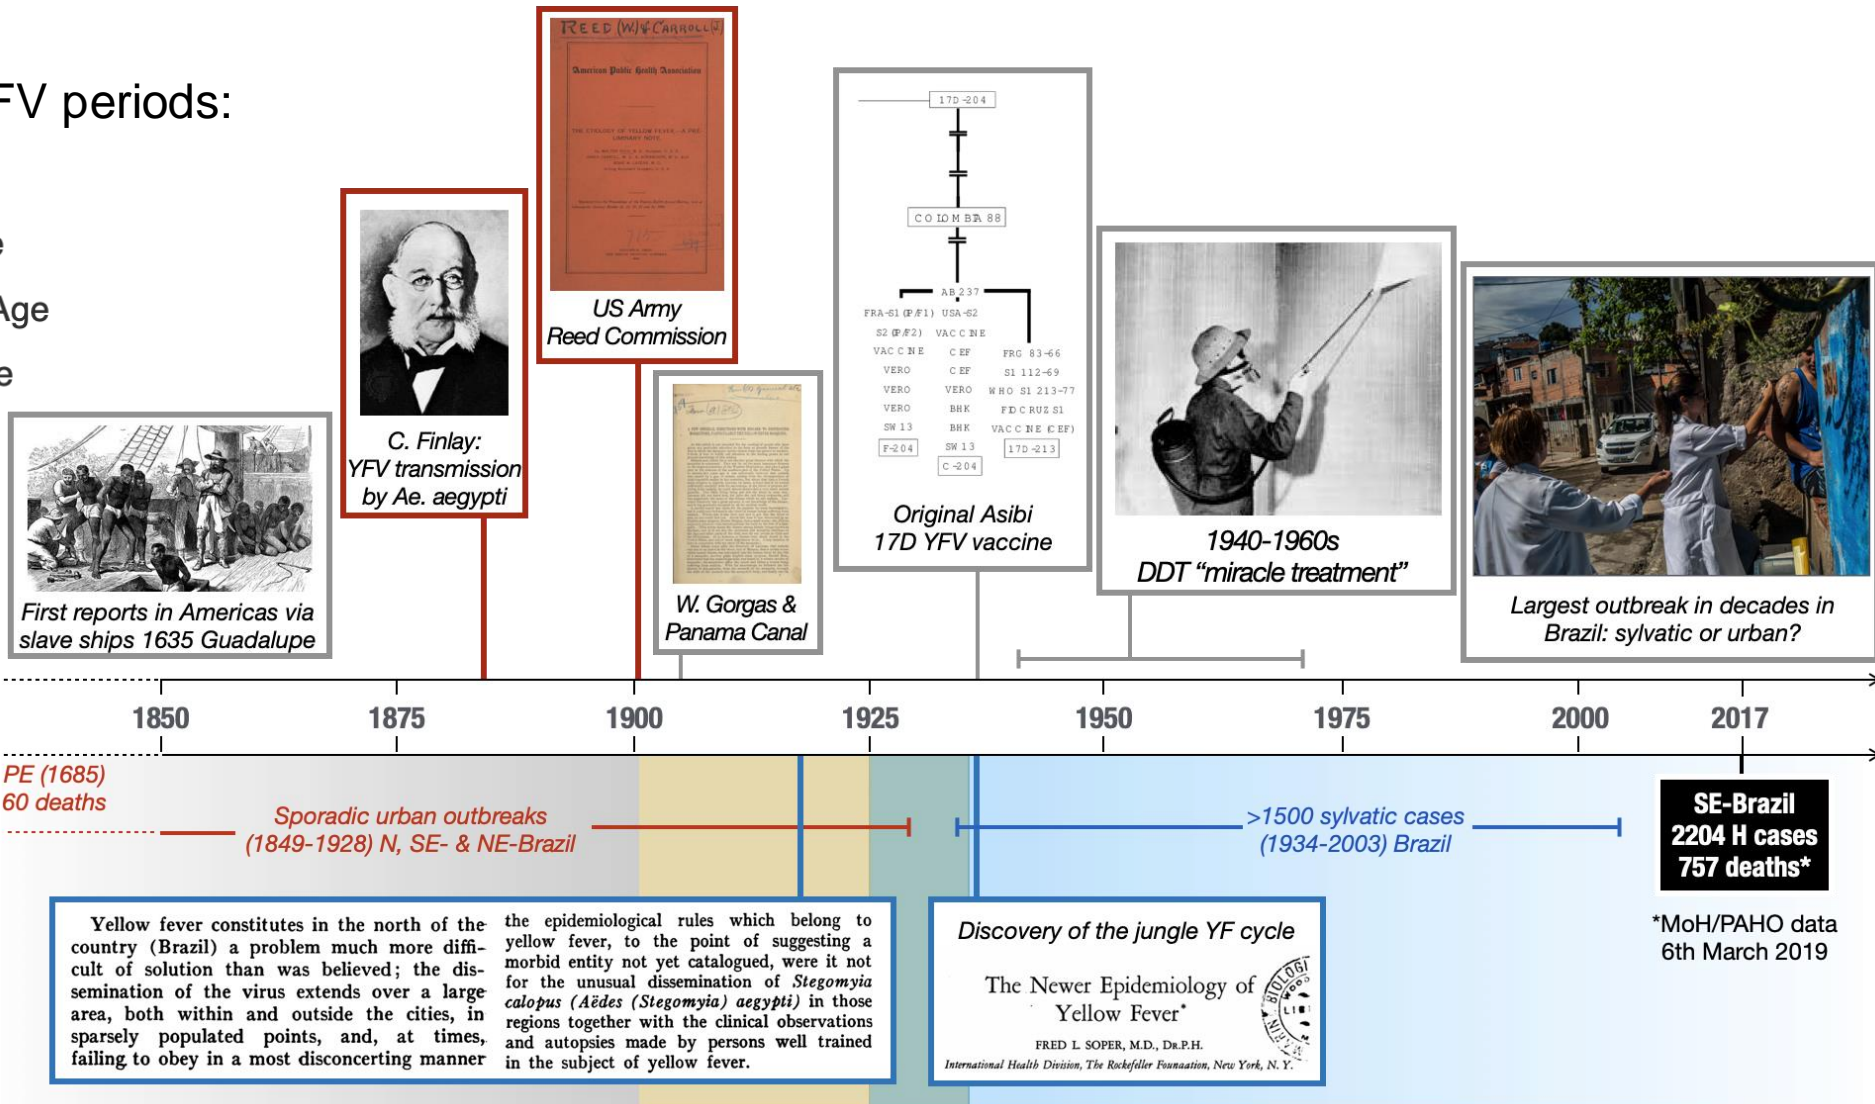 FV periods:
e
Age
e
REED (W.) & CARROLL (J)
American Public Health Association
THE ETIOLOGY OF YELLOW FEVER.—A PRE-
LIMINARY NOTE
US Army
Reed Commission
C. Finlay:
YFV transmission
by Ae. aegypti
First reports in Americas via
slave ships 1635 Guadalupe
W. Gorgas &
Panama Canal
17D-204
COLOMBIA 88
AB237
FRA-S1 (P/F1) USA-S2
S2 (P/F2) VACCINE
VACCINE CEF FRG 83-66
VERO CEF S1 112-69
VERO VERO WHO S1 213-77
VERO BHK FIOCRUZ S1
SW13 BHK VACCINE (CEF)
F-204 SW13 17D-213
C-204
Original Asibi
17D YFV vaccine
1940-1960s
DDT “miracle treatment”
Largest outbreak in decades in
Brazil: sylvatic or urban?
1850 1875 1900 1925 1950 1975 2000 2017
PE (1685)
60 deaths
Sporadic urban outbreaks
(1849-1928) N, SE- & NE-Brazil
>1500 sylvatic cases
(1934-2003) Brazil
SE-Brazil
2204 H cases
757 deaths*
*MoH/PAHO data
6th March 2019
Yellow fever constitutes in the north of the
country (Brazil) a problem much more diffi-
cult of solution than was believed; the dis-
semination of the virus extends over a large
area, both within and outside the cities, in
sparsely populated points, and, at times,
failing to obey in a most disconcerting manner
the epidemiological rules which belong to
yellow fever, to the point of suggesting a
morbid entity not yet catalogued, were it not
for the unusual dissemination of Stegomyia
calopus (Aëdes (Stegomyia) aegypti) in those
regions together with the clinical observations
and autopsies made by persons well trained
in the subject of yellow fever.
Discovery of the jungle YF cycle
The Newer Epidemiology of
Yellow Fever*
FRED L. SOPER, M.D., DR.P.H.
International Health Division, The Rockefeller Foundation, New York, N. Y.